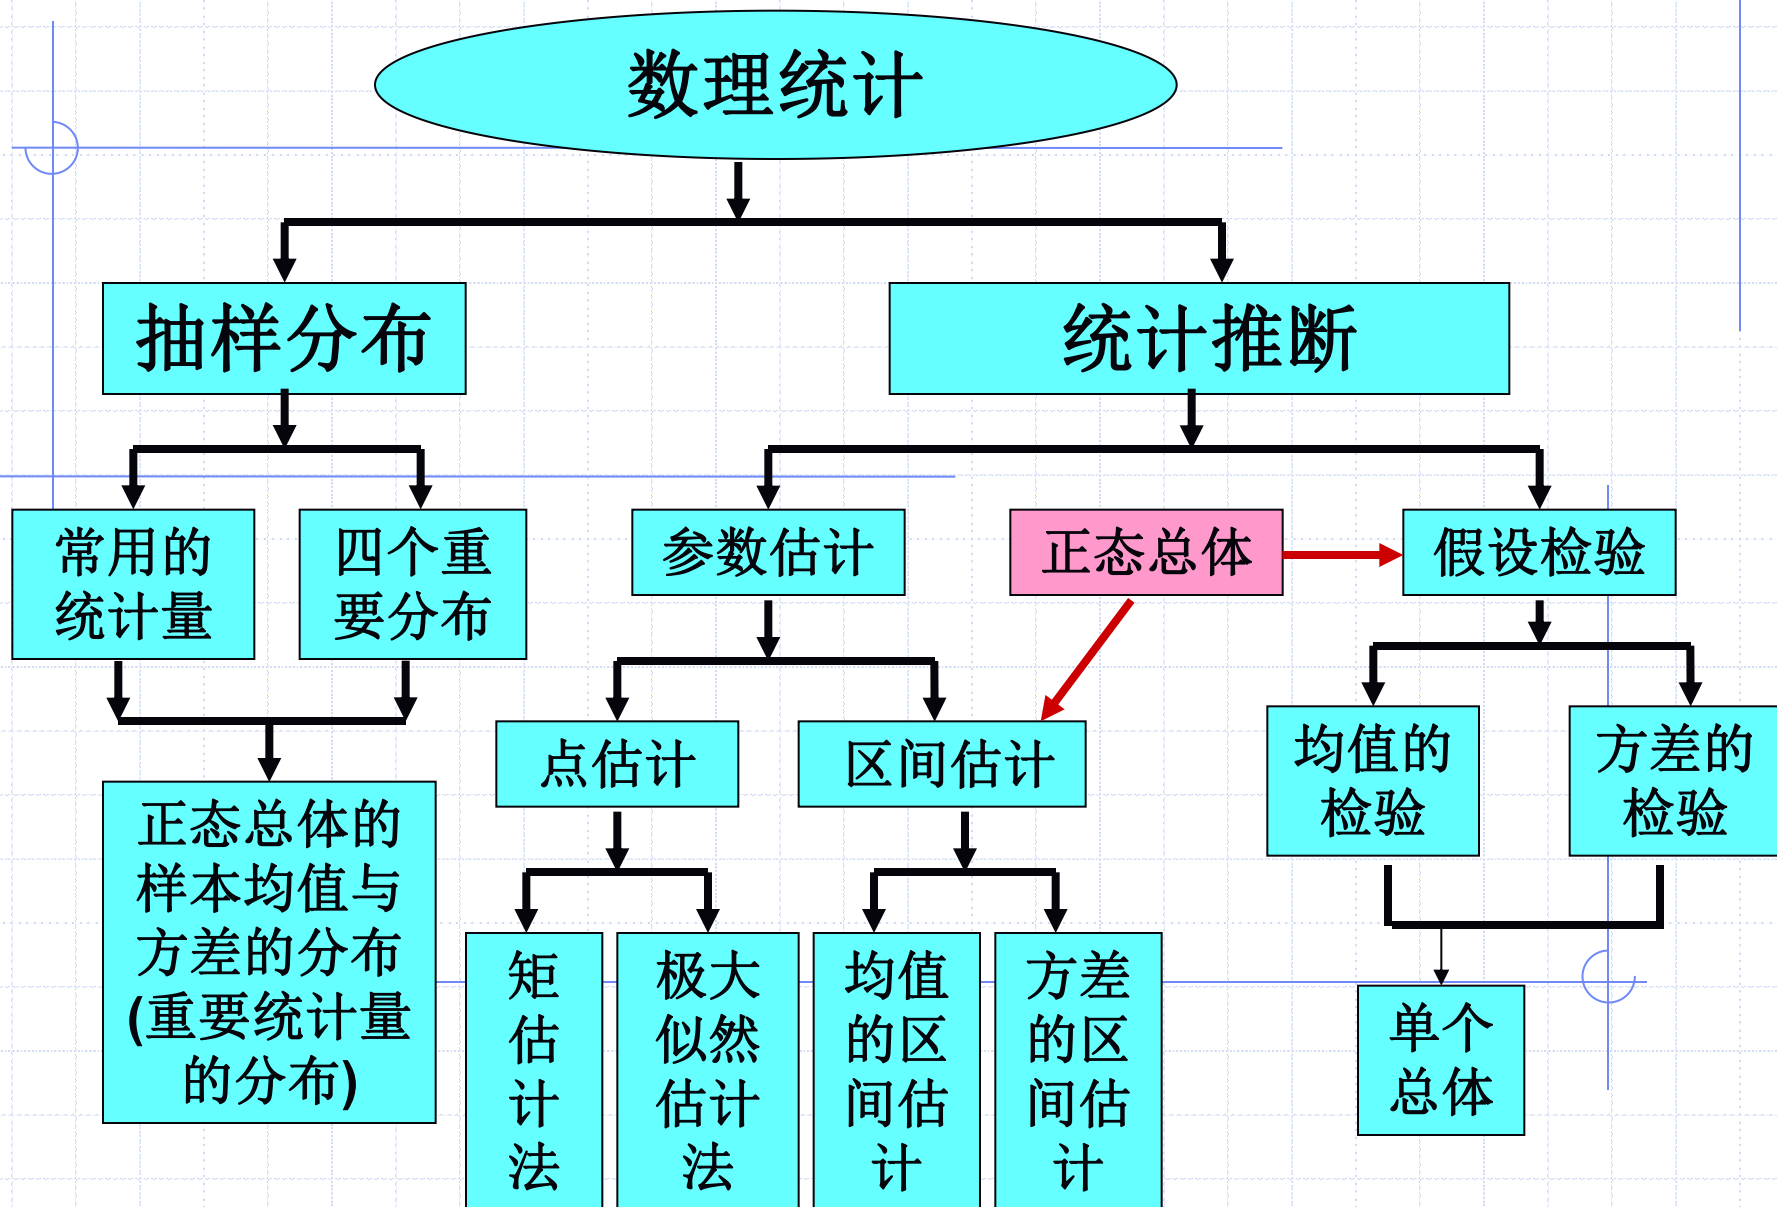 数理统计
抽样分布
统计推断
常用的
统计量
四个重
要分布
参数估计
正态总体
假设检验
点估计
区间估计
均值的
检验
方差的
检验
正态总体的
样本均值与
方差的分布
(重要统计量
的分布)
矩
估
计
法
极大
似然
估计
法
均值
的区
间估
计
方差
的区
间估
计
单个
总体